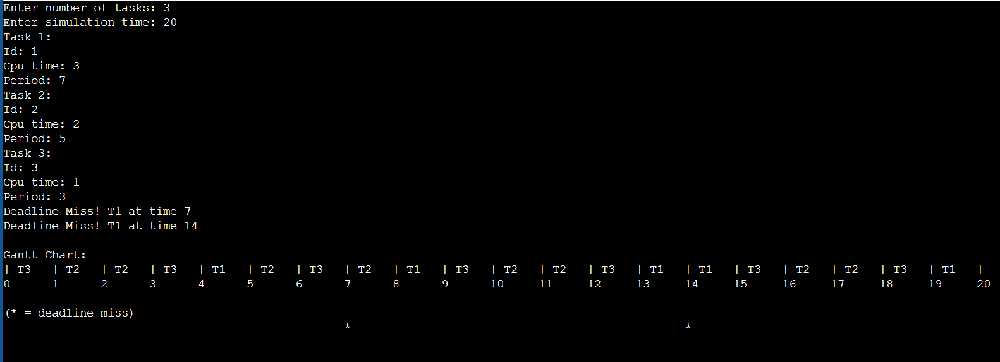 Enter number of tasks: 3
Enter simulation time: 20
Task 1:
Id: 1
Cpu time: 3
Period: 7
Task 2:
Id: 2
Cpu time: 2
Period: 5
Task 3:
Id: 3
Cpu time: 1
Period: 3
Deadline Miss! T1 at time 7
Deadline Miss! T1 at time 14
Gantt Chart:
| T3 | T2 | T2 | T3 | T1 | T2 | T3 | T2 | T1 | T3 | T2 | T2 | T3 | T1 | T1 | T3 | T2 | T2 | T3 | T1 |
0 1 2 3 4 5 6 7 8 9 10 11 12 13 14 15 16 17 18 19 20
(* = deadline miss)
* *